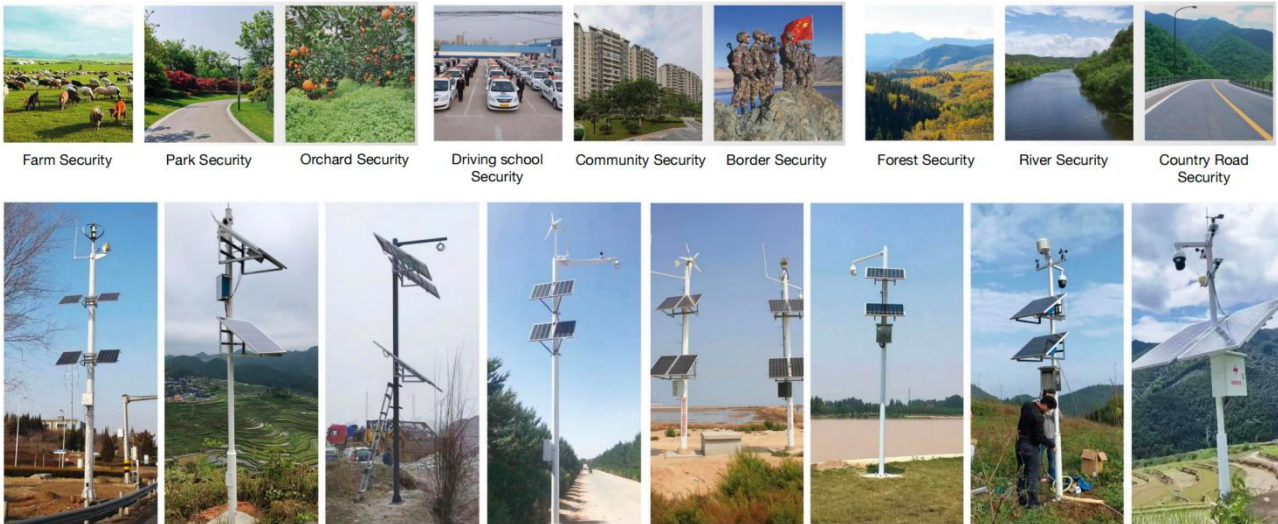 Farm Security
Park Security
Orchard Security
Driving school
Security
Community Security
Border Security
Forest Security
River Security
Country Road
Security